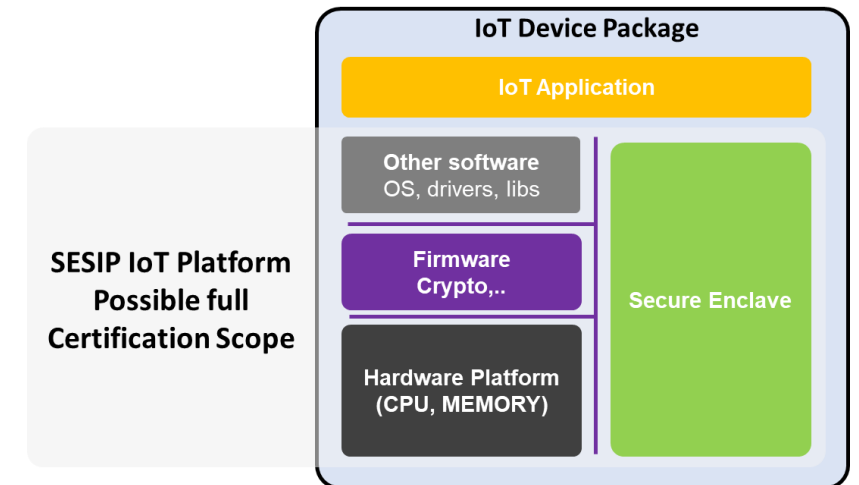 IoT Device Package
IoT Application
Other software
OS, drivers, libs
SESIP IoT Platform
Possible full
Certification Scope
Firmware
Crypto,..
Secure Enclave
Hardware Platform
(CPU, MEMORY)